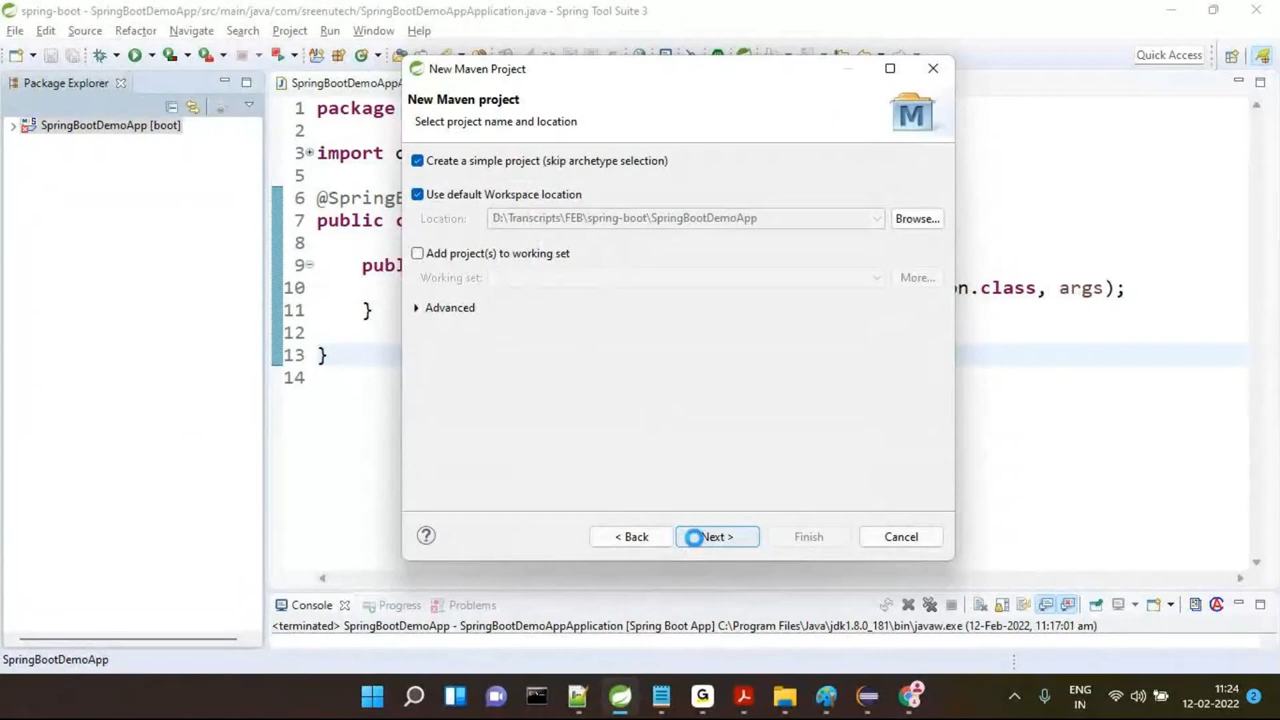 spring-boot - SpringBootDemoApp/src/main/java/com/sreenutech/SpringBootDemoAppApplication.java - Spring Tool Suite 3
File Edit Source Refactor Navigate Search Project Run Window Help
Quick Access
Package Explorer
SpringBootDemoApp [boot]
SpringBootDemoAppA
1 package
2
3 import
5
6 @Spring
7 public
8
9 publ
10 n.class, args);
11 }
12
13 }
14
New Maven Project
New Maven project
Select project name and location
M
Create a simple project (skip archetype selection)
Use default Workspace location
Location: D:\Transcripts\FEB\spring-boot\SpringBootDemoApp Browse...
Add project(s) to working set
Working set: More...
Advanced
? < Back Next > Finish Cancel
Console Progress Problems
<terminated> SpringBootDemoApp - SpringBootDemoAppApplication [Spring Boot App] C:\Program Files\Java\jdk1.8.0_181\bin\javaw.exe (12-Feb-2022, 11:17:01 am)
SpringBootDemoApp
ENG
IN
11:24
12-02-2022
2